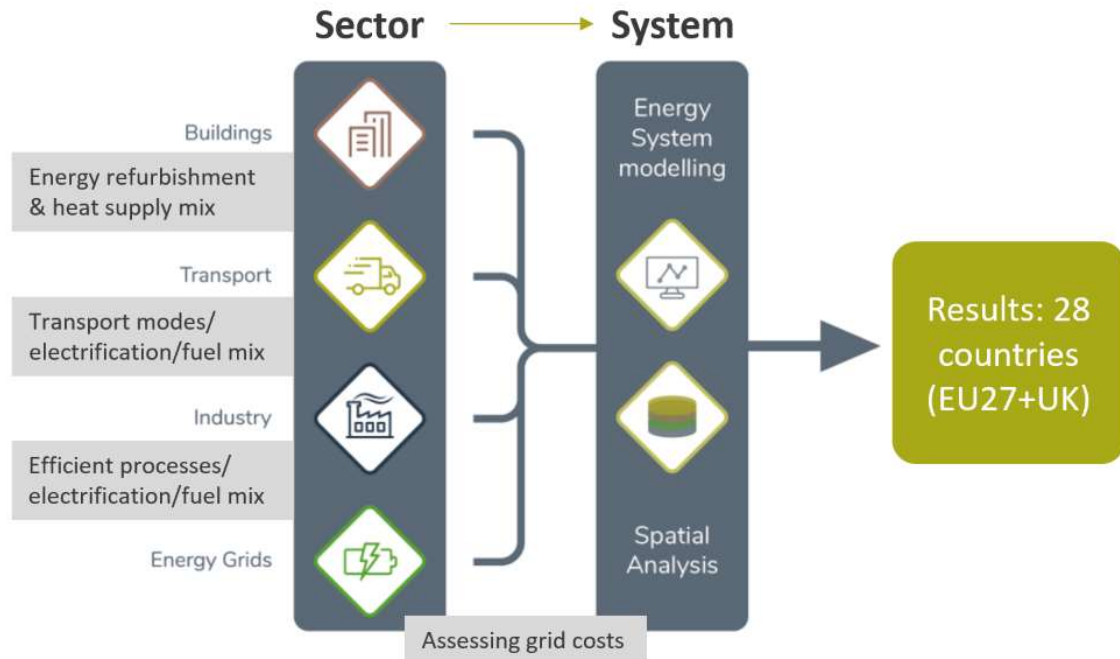 Sector
System
Buildings
Energy refurbishment
& heat supply mix
Transport
Transport modes/
electrification/fuel mix
Industry
Efficient processes/
electrification/fuel mix
Energy Grids
Assessing grid costs
Energy
System
modelling
Spatial
Analysis
Results: 28
countries
(EU27+UK)